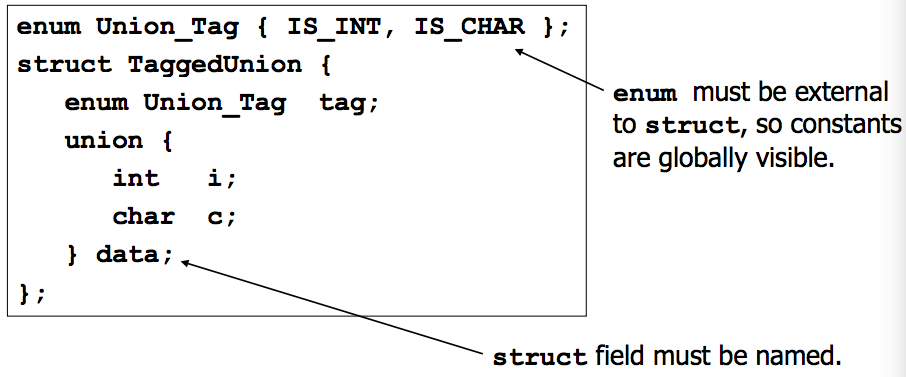 enum Union_Tag { IS_INT, IS_CHAR };
struct TaggedUnion {
   enum Union_Tag  tag;
   union {
      int   i;
      char  c;
   } data;
};
enum must be external
to struct, so constants
are globally visible.
struct field must be named.